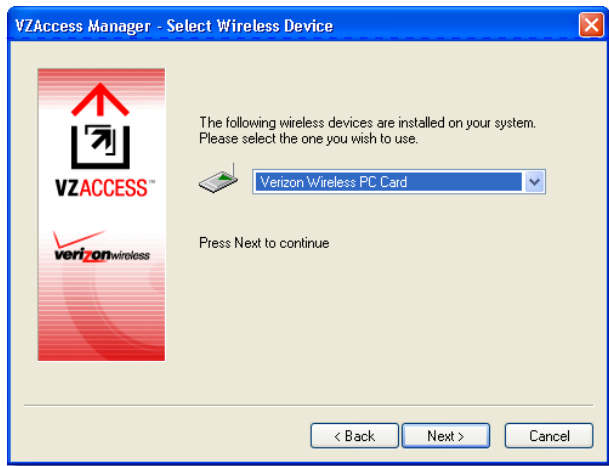 VZAccess Manager - Select Wireless Device
The following wireless devices are installed on your system.
Please select the one you wish to use.
VZACCESS™
Verizon Wireless PC Card
verizonwireless
Press Next to continue
< Back
Next >
Cancel